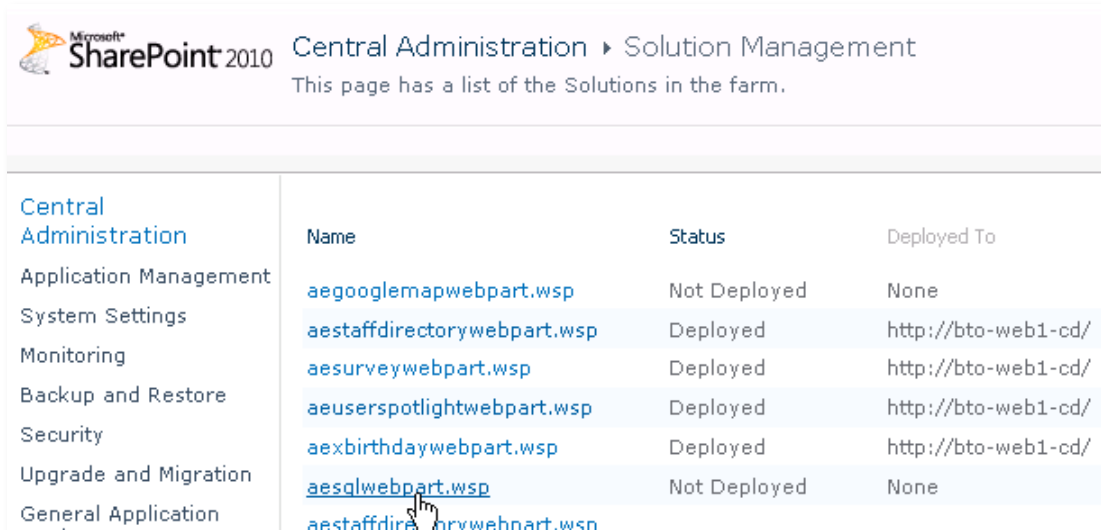 Microsoft®
SharePoint 2010
Central Administration ▸ Solution Management
This page has a list of the Solutions in the farm.
Central
Administration
Application Management
System Settings
Monitoring
Backup and Restore
Security
Upgrade and Migration
General Application
Name Status Deployed To
aegooglemapwebpart.wsp Not Deployed None
aestaffdirectorywebpart.wsp Deployed http://bto-web1-cd/
aesurveywebpart.wsp Deployed http://bto-web1-cd/
aeuserspotlightwebpart.wsp Deployed http://bto-web1-cd/
aexbirthdaywebpart.wsp Deployed http://bto-web1-cd/
aesqlwebpart.wsp Not Deployed None
aestaffdirectorywebpart.wsp